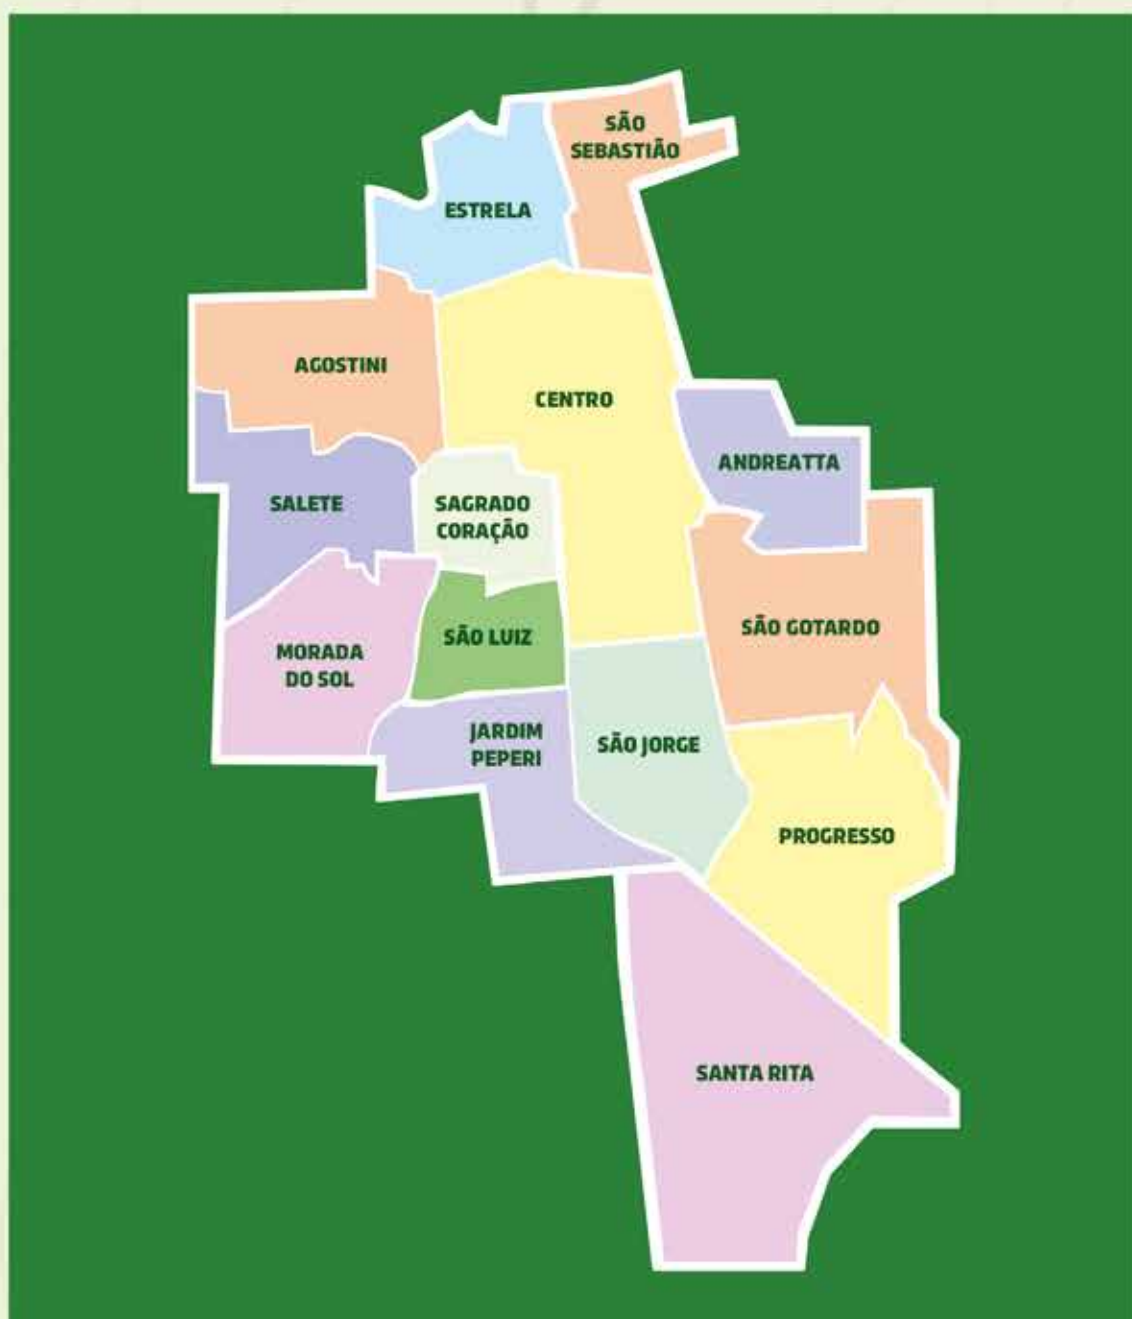 SÃO
SEBASTIÃO
ESTRELA
AGOSTINI
CENTRO
ANDREATTA
SALETE
SAGRADO
CORAÇÃO
SÃO LUIZ
SÃO GOTARDO
MORADA
DO SOL
JARDIM
PEPERI
SÃO JORGE
PROGRESSO
SANTA RITA